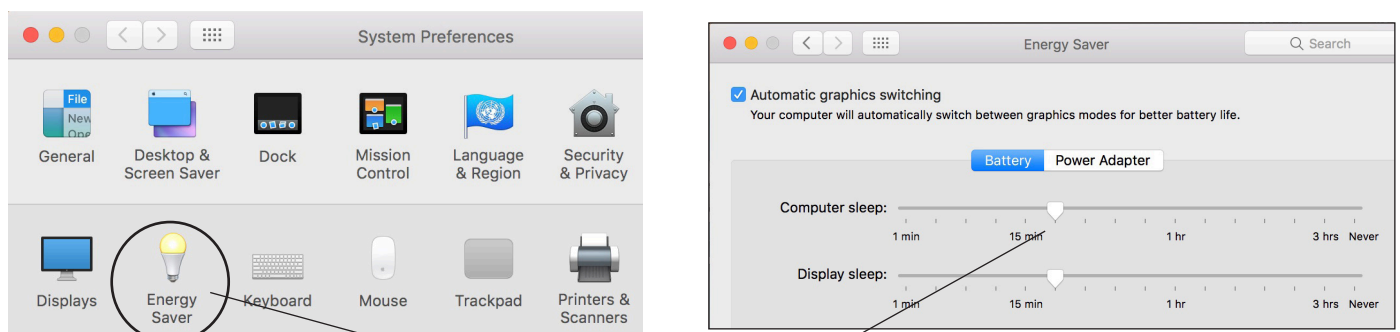 System Preferences
File
New
Ope
General
Desktop &
Screen Saver
Dock
Mission
Control
Language
& Region
Security
& Privacy
Displays
Energy
Saver
Keyboard
Mouse
Trackpad
Printers &
Scanners
Energy Saver
Search
Automatic graphics switching
Your computer will automatically switch between graphics modes for better battery life.
Battery Power Adapter
Computer sleep:
1 min 15 min 1 hr 3 hrs Never
Display sleep:
1 min 15 min 1 hr 3 hrs Never